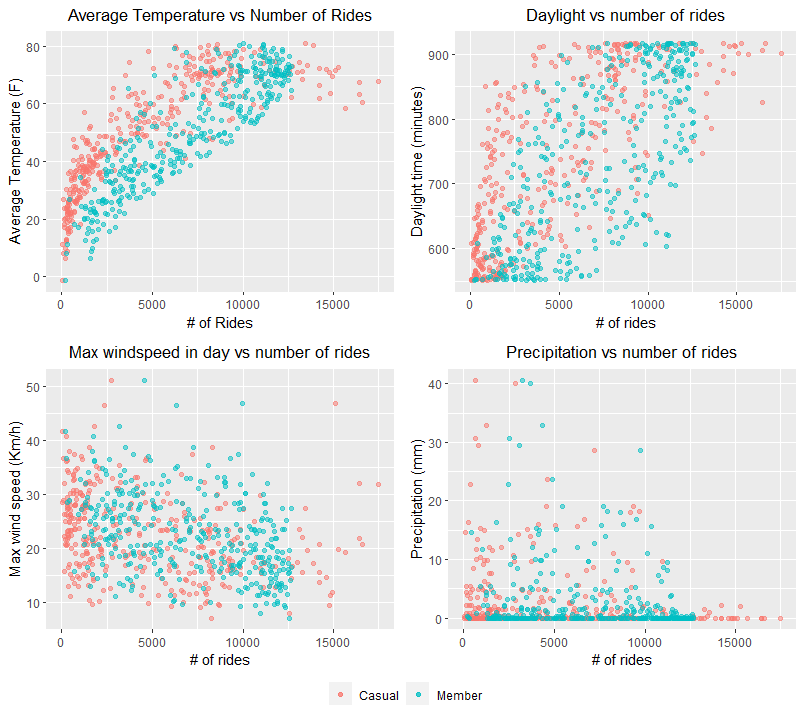 Average Temperature vs Number of Rides
Average Temperature (F)
80
60
40
20
0
0 5000 10000 15000
# of Rides
Daylight vs number of rides
Daylight time (minutes)
900
800
700
600
0 5000 10000 15000
# of rides
Max windspeed in day vs number of rides
Max wind speed (Km/h)
50
40
30
20
10
0 5000 10000 15000
# of rides
Precipitation vs number of rides
Precipitation (mm)
40
30
20
10
0
0 5000 10000 15000
# of rides
Casual Member